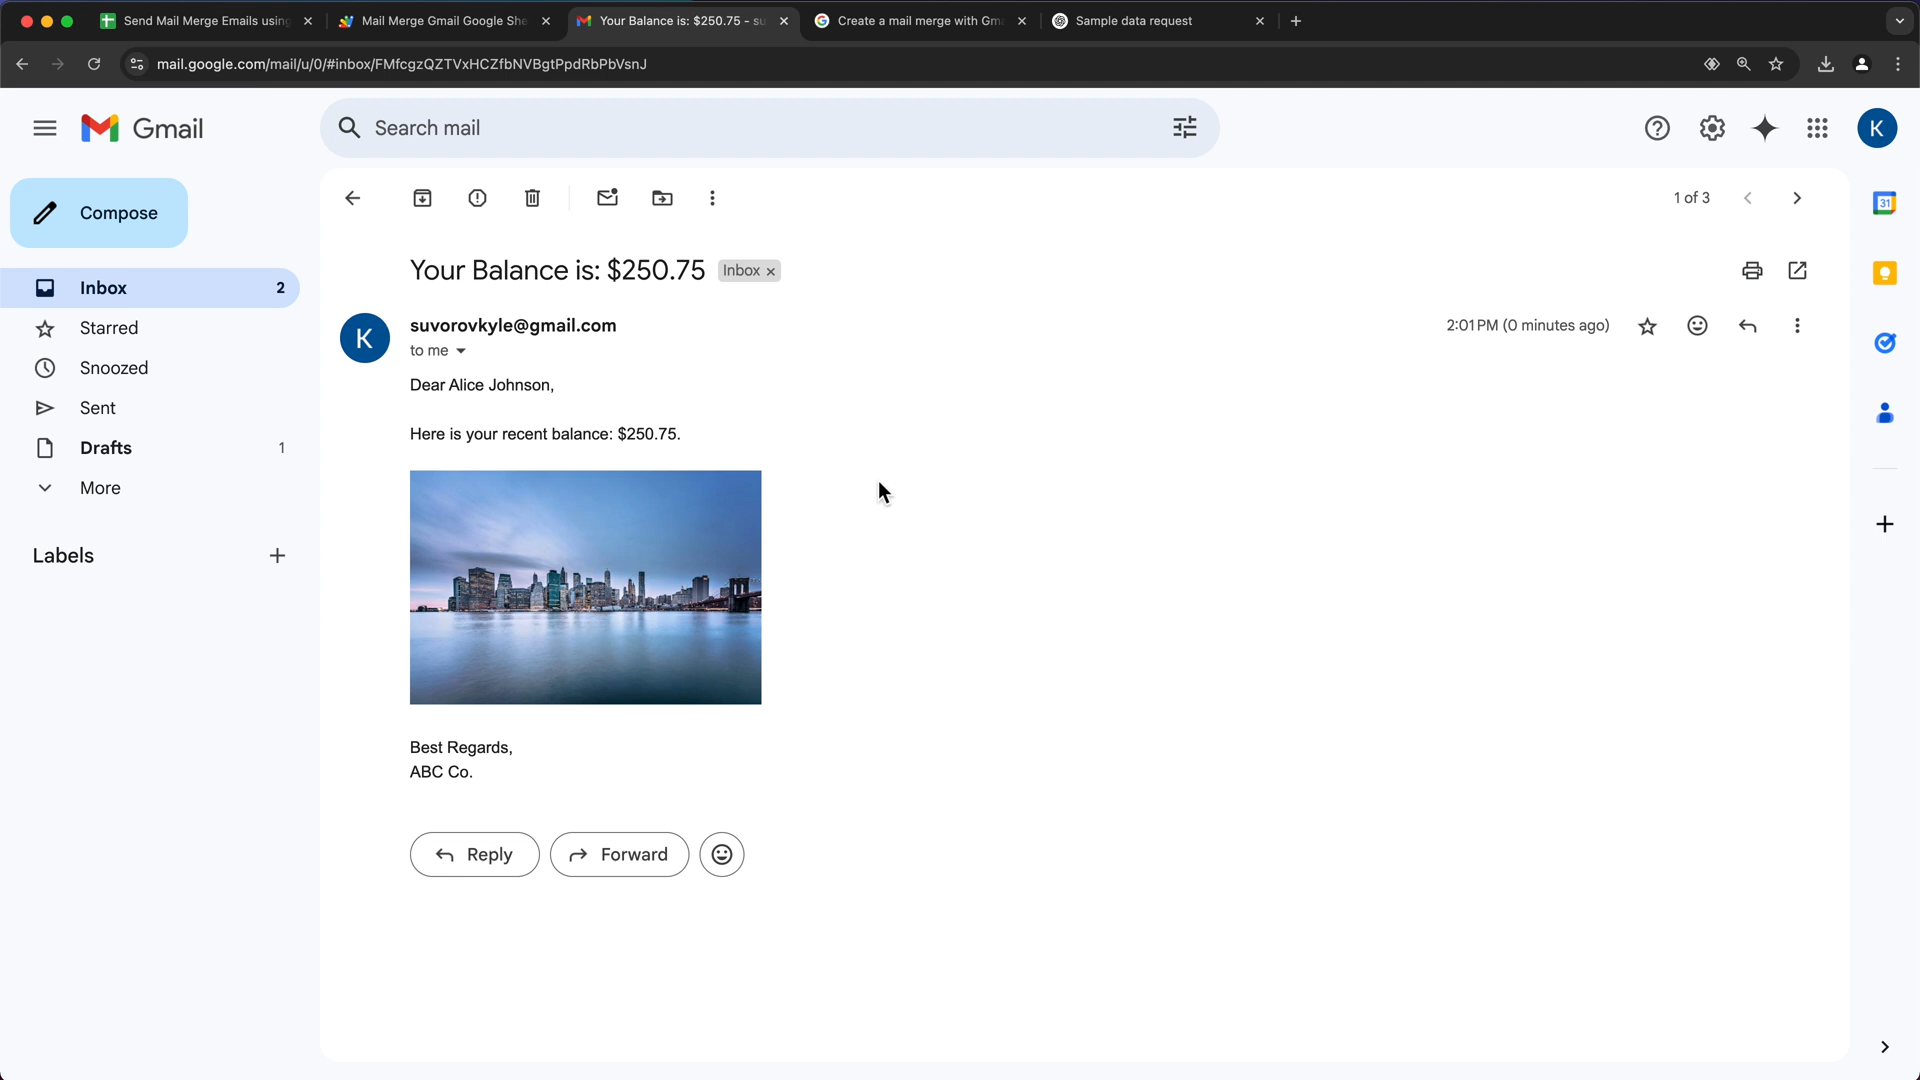 Send Mail Merge Emails using
Mail Merge Gmail Google She
Your Balance is: $250.75 - su
Create a mail merge with Gm
Sample data request
mail.google.com/mail/u/0/#inbox/FMfcgzQZTVxHCZfbNVBgtPpdRbPbVsnJ
Gmail
Search mail
K
Compose
1 of 3
31
Your Balance is: $250.75
Inbox x
Inbox 2
Starred
Snoozed
Sent
Drafts 1
More
Labels
K
suvorovkyle@gmail.com
2:01 PM (0 minutes ago)
to me
Dear Alice Johnson,
Here is your recent balance: $250.75.
Best Regards,
ABC Co.
Reply
Forward